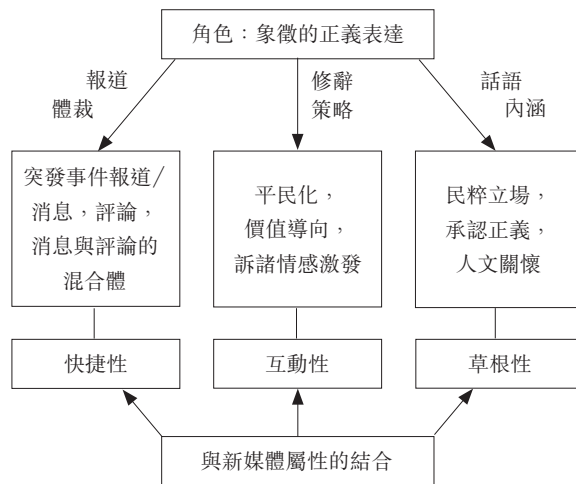 角色：象徵的正義表達
報道
體裁
修辭
策略
話語
內涵
突發事件報道/
消息，評論，
消息與評論的
混合體
平民化，
價值導向，
訴諸情感激發
民粹立場，
承認正義，
人文關懷
快捷性
互動性
草根性
與新媒體屬性的結合